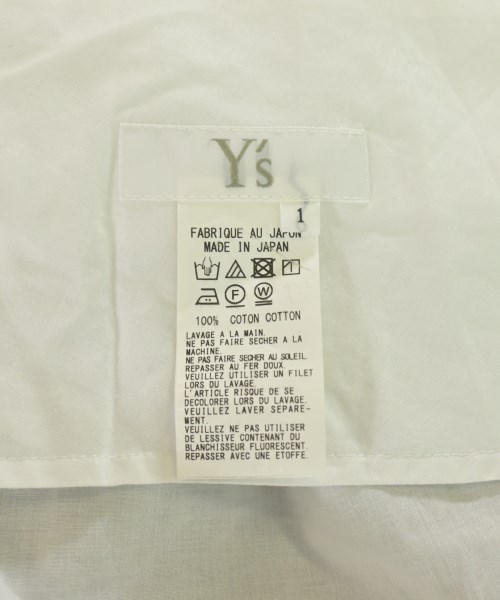 Y's
1
FABRIQUE AU JAPON
MADE IN JAPAN
F
W
100% COTON COTTON
LAVAGE A LA MAIN.
NE PAS FAIRE SECHER A LA
MACHINE.
NE PAS FAIRE SECHER AU SOLEIL.
REPASSER AU FER DOUX.
VEUILLEZ UTILISER UN FILET
LORS DU LAVAGE.
L'ARTICLE RISQUE DE SE
DECOLORER LORS DU LAVAGE.
VEUILLEZ LAVER SEPARE-
MENT.
VEUILLEZ NE PAS UTILISER
DE LESSIVE CONTENANT DU
BLANCHISSEUR FLUORESCENT.
REPASSER AVEC UNE ETOFFE.